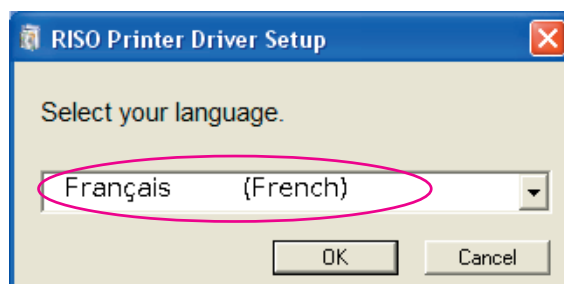 RISO Printer Driver Setup
Select your language.
Français (French)
OK Cancel